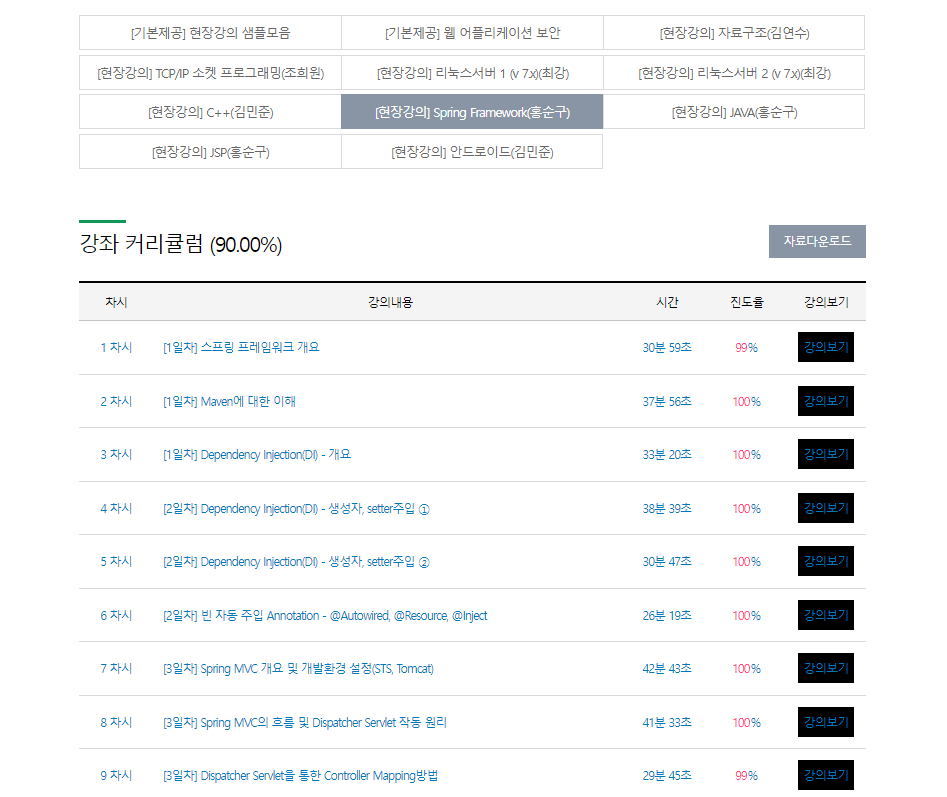 [기본제공] 현장강의 샘플모음 [기본제공] 웹 어플리케이션 보안 [현장강의] 자료구조(김연수)
[현장강의] TCP/IP 소켓 프로그래밍(조희원) [현장강의] 리눅스서버 1 (v 7.x)(최강) [현장강의] 리눅스서버 2 (v 7.x)(최강)
[현장강의] C++(김민준) [현장강의] Spring Framework(홍순구) [현장강의] JAVA(홍순구)
[현장강의] JSP(홍순구) [현장강의] 안드로이드(김민준)
강좌 커리큘럼 (90.00%) 자료다운로드
차시 강의내용 시간 진도율 강의보기
1 차시 [1일차] 스프링 프레임워크 개요 30분 59초 99% 강의보기
2 차시 [1일차] Maven에 대한 이해 37분 56초 100% 강의보기
3 차시 [1일차] Dependency Injection(DI) - 개요 33분 20초 100% 강의보기
4 차시 [2일차] Dependency Injection(DI) - 생성자, setter주입 ① 38분 39초 100% 강의보기
5 차시 [2일차] Dependency Injection(DI) - 생성자, setter주입 ② 30분 47초 100% 강의보기
6 차시 [2일차] 빈 자동 주입 Annotation - @Autowired, @Resource, @Inject 26분 19초 100% 강의보기
7 차시 [3일차] Spring MVC 개요 및 개발환경 설정(STS, Tomcat) 42분 43초 100% 강의보기
8 차시 [3일차] Spring MVC의 흐름 및 Dispatcher Servlet 작동 원리 41분 33초 100% 강의보기
9 차시 [3일차] Dispatcher Servlet을 통한 Controller Mapping방법 29분 45초 99% 강의보기